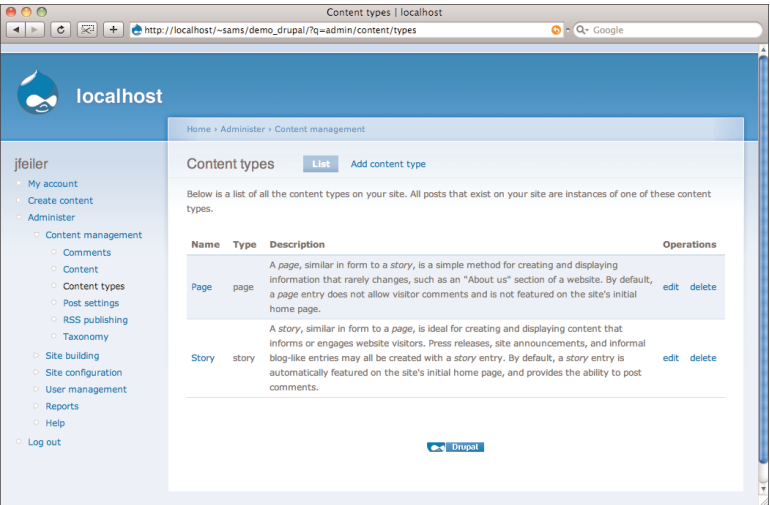 Content types | localhost
http://localhost/~sams/demo_drupal/?q=admin/content/types
Google
localhost
Home › Administer › Content management
jfeiler
My account
Create content
Administer
Content management
Comments
Content
Content types
Post settings
RSS publishing
Taxonomy
Site building
Site configuration
User management
Reports
Help
Log out
Content types
List
Add content type
Below is a list of all the content types on your site. All posts that exist on your site are instances of one of these content
types.
Name Type Description Operations
A page, similar in form to a story, is a simple method for creating and displaying
information that rarely changes, such as an "About us" section of a website. By default,
Page page a page entry does not allow visitor comments and is not featured on the site's initial edit delete
home page.
A story, similar in form to a page, is ideal for creating and displaying content that
informs or engages website visitors. Press releases, site announcements, and informal
Story story blog-like entries may all be created with a story entry. By default, a story entry is edit delete
automatically featured on the site's initial home page, and provides the ability to post
comments.
Drupal